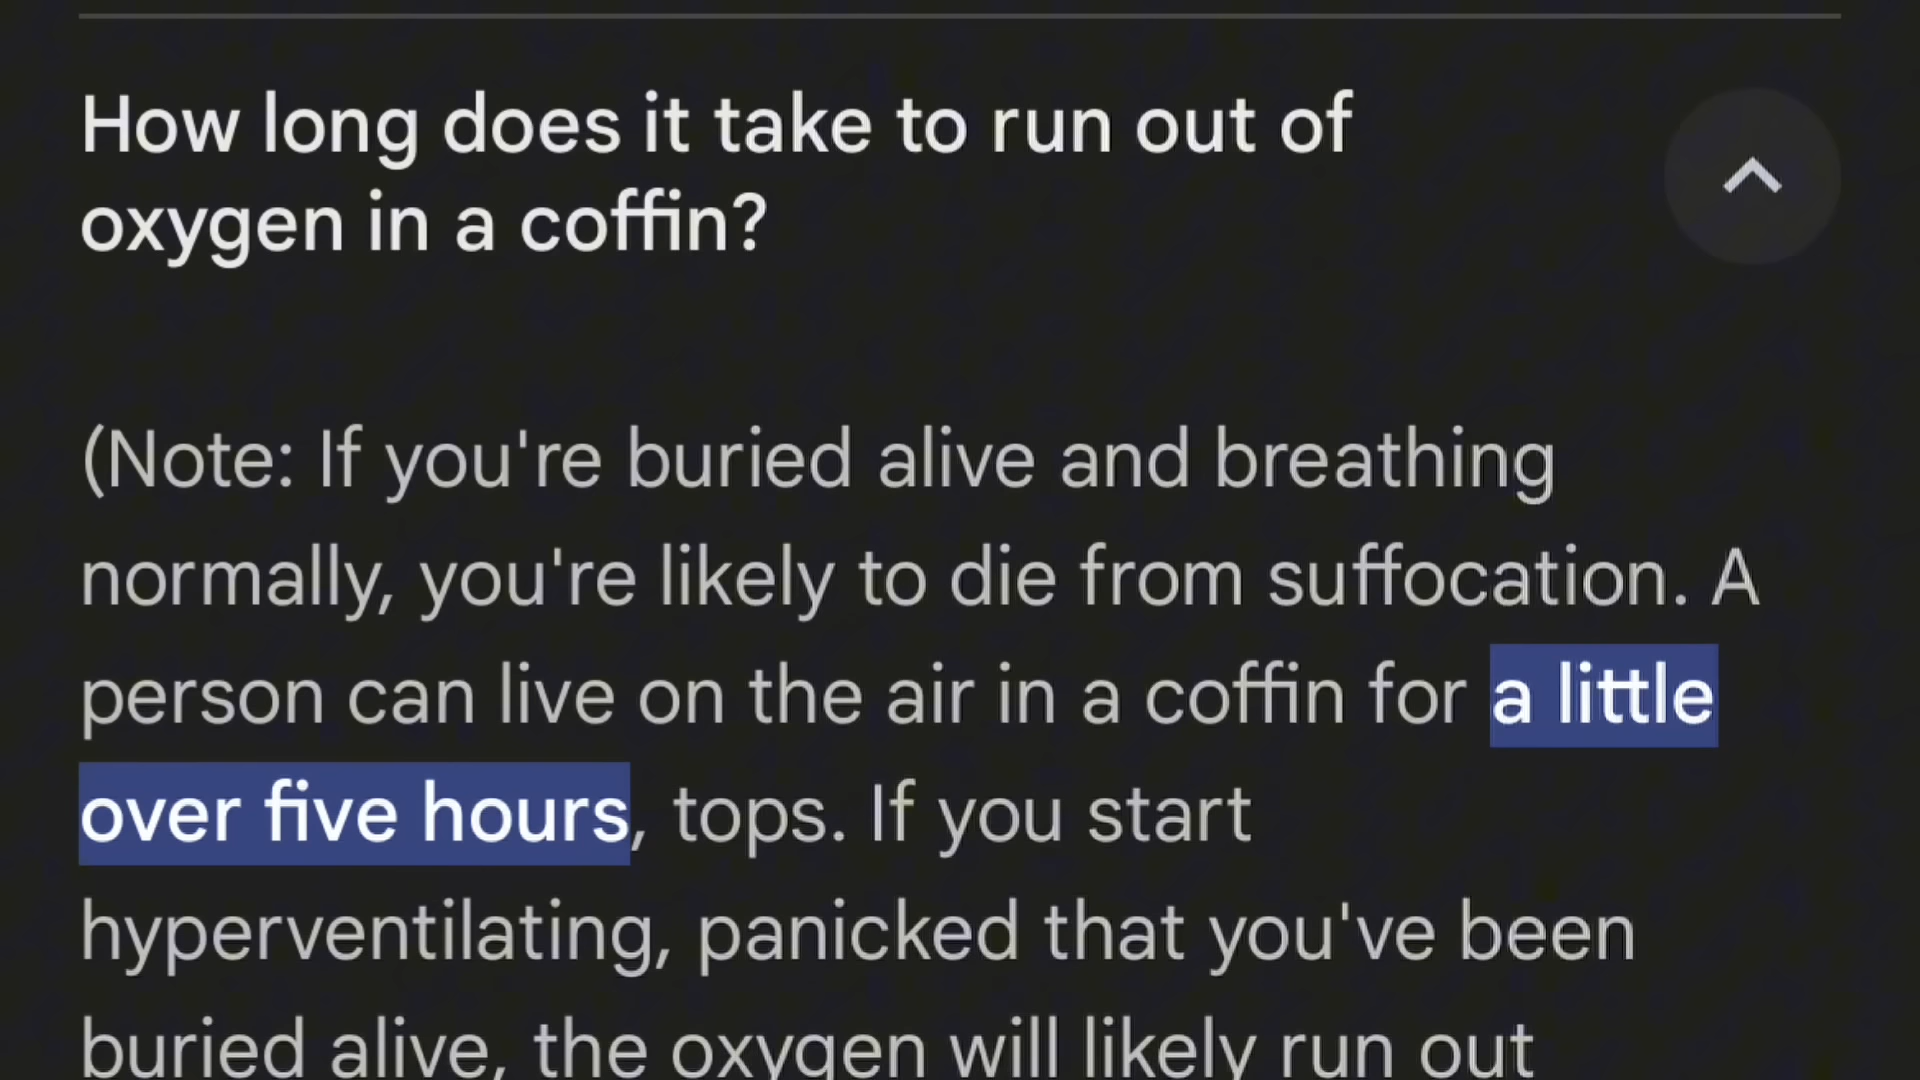 How long does it take to run out of
oxygen in a coffin?
(Note: If you're buried alive and breathing
normally, you're likely to die from suffocation. A
person can live on the air in a coffin for a little
over five hours, tops. If you start
hyperventilating, panicked that you've been
buried alive, the oxygen will likely run out